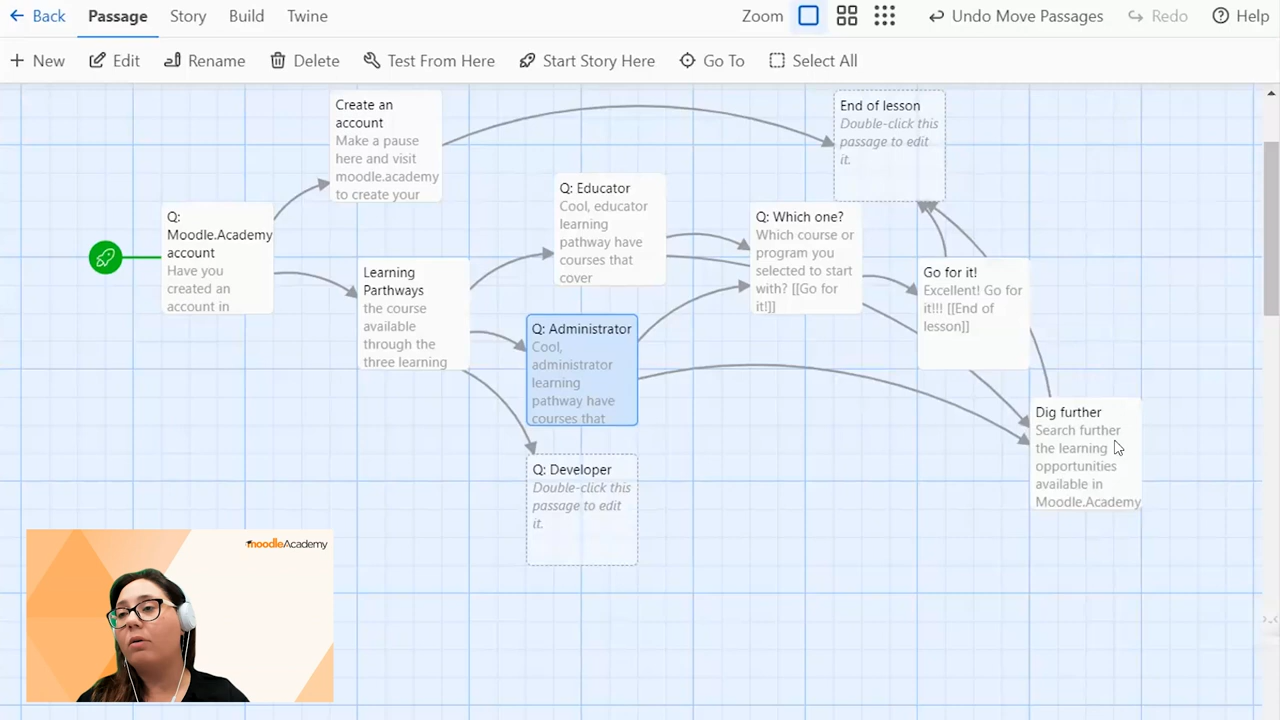 Back
Passage
Story
Build
Twine
Zoom
Undo Move Passages
Redo
Help
New
Edit
Rename
Delete
Test From Here
Start Story Here
Go To
Select All
Create an
account
Make a pause
here and visit
moodle.academy
to create your
End of lesson
Double-click this
passage to edit
it.
Q: Educator
Cool, educator
learning
pathway have
courses that
cover
Q: Which one?
Which course or
program you
selected to start
with? [[Go for
it!]]
Q:
Moodle.Academy
account
Have you
created an
account in
Learning
Parthways
the course
available
through the
three learning
Go for it!
Excellent! Go for
it!!! [[End of
lesson]]
Q: Administrator
Cool,
administrator
learning
pathway have
courses that
Dig further
Search further
the learning
opportunities
available in
Moodle.Academy
Q: Developer
Double-click this
passage to edit
it.
moodleAcademy